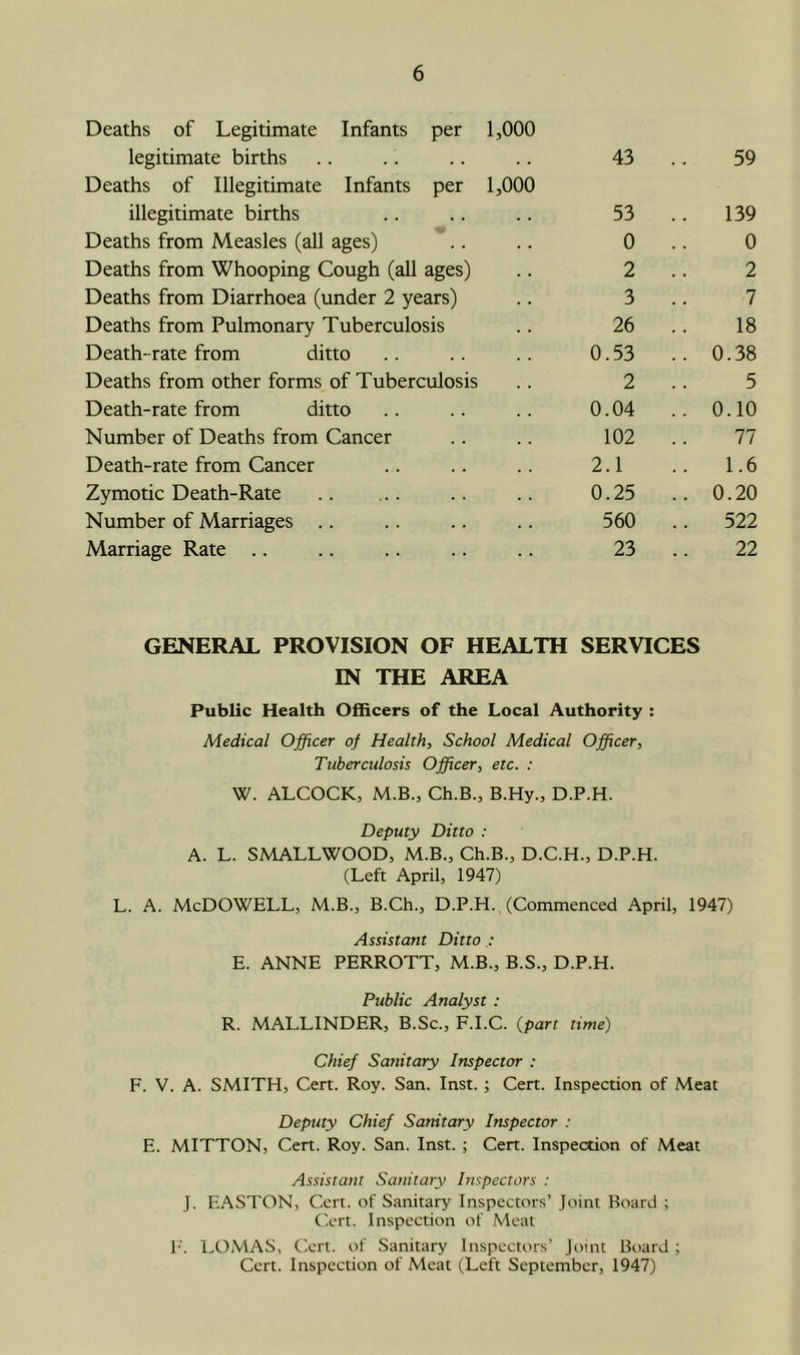 6
Deaths of Legitimate Infants per 1,000
legitimate births .. .. .. .. 43 .. 59
Deaths of Illegitimate Infants per 1,000
illegitimate births .. .. .. 53 .. 139
Deaths from Measles (all ages) .. .. 0 .. 0
Deaths from Whooping Cough (all ages) .. 2 .. 2
Deaths from Diarrhoea (under 2 years) .. 3 .. 7
Deaths from Pulmonary Tuberculosis .. 26 .. 18
Death-rate from ditto .. .. .. 0.53 .. 0.38
Deaths from other forms of Tuberculosis .. 2 .. 5
Death-rate from ditto .. .. .. 0.04 .. 0.10
Number of Deaths from Cancer .. .. 102 .. 77
Death-rate from Cancer .. .. .. 2.1 .. 1.6
Zymotic Death-Rate .. .. .. .. 0.25 .. 0.20
Number of Marriages .. .. .. .. 560 .. 522
Marriage Rate .. .. .. .. .. 23 .. 22
GENERAL PROVISION OF HEALTH SERVICES
IN THE AREA
Public Health Officers of the Local Authority :
Medical Officer of Health, School Medical Officer,
Tuberculosis Officer, etc. :
W. ALCOCK, M.B., Ch.B., B.Hy., D.P.H.
Deputy Ditto :
A. L. SMALLWOOD, M.B., Ch.B., D.C.H., D.P.H.
(Left April, 1947)
L. A. McDOWELL, M.B., B.Ch., D.P.H. (Commenced April, 1947)
Assistant Ditto :
E. ANNE PERROTT, M.B., B.S., D.P.H.
Public Analyst :
R. MALLINDER, B.Sc., F.I.C. (part time)
Chief Sanitary Inspector :
F. V. A. SMITH, Cert. Roy. San. Inst. ; Cert. Inspection of Meat
Deputy Chief Sanitary Inspector :
E. MITTON, Cert. Roy. San. Inst. ; Cert. Inspection of Meat
Assistant Sanitary Inspectors :
J. EASTON, Cert. of Sanitary Inspectors' Joint Board ;
Cert. Inspection of Meat
F. LOMAS, Cert. of Sanitary Inspectors' Joint Board ;
Cert. Inspection of Meat (Left September, 1947)